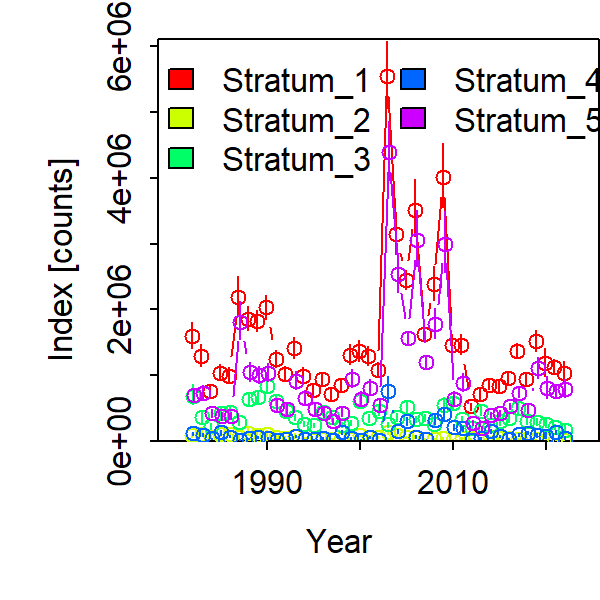 Stratum_1
Stratum_2
Stratum_3
Stratum_4
Stratum_5
Index [counts]
6e+06
4e+06
2e+06
0e+00
1990
2010
Year